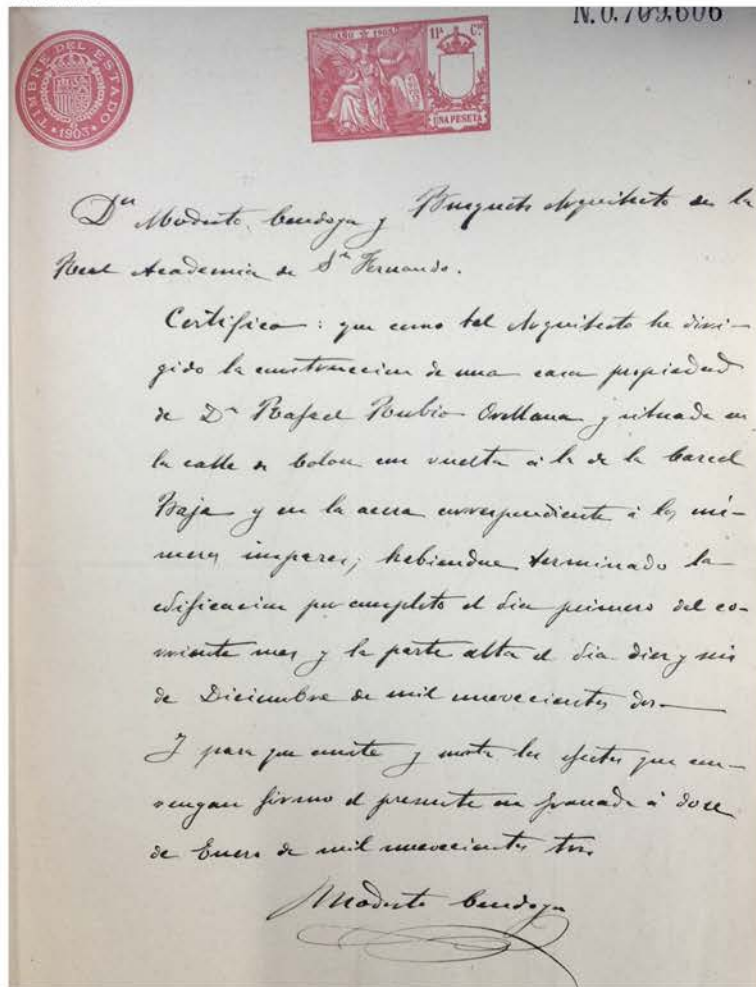 N.0.709,606
TIMBRE DEL ESTADO
1903
AÑO 1903
11ª Cª
UNA PESETA
Dⁿ Modesto Cendoya y Busquets Arquitecto de la
Real Academia de Sⁿ Fernando.
Certifico: que como tal Arquitecto he diri-
gido la construccion de una casa propiedad
de Dⁿ Rafael Rubio Orellana y situada en
la calle de Colon con vuelta á la de la Carcel
Baja y en la acera correspondiente á los nú-
meros impares; habiendose terminado la
edificacion por completo el dia primero del co-
rriente mes y la parte alta el dia diez y seis
de Diciembre de mil novecientos dos—
Y para que conste y surta los efectos que con-
vengan firmo el presente en Granada á doce
de Enero de mil novecientos tres
Modesto Cendoya